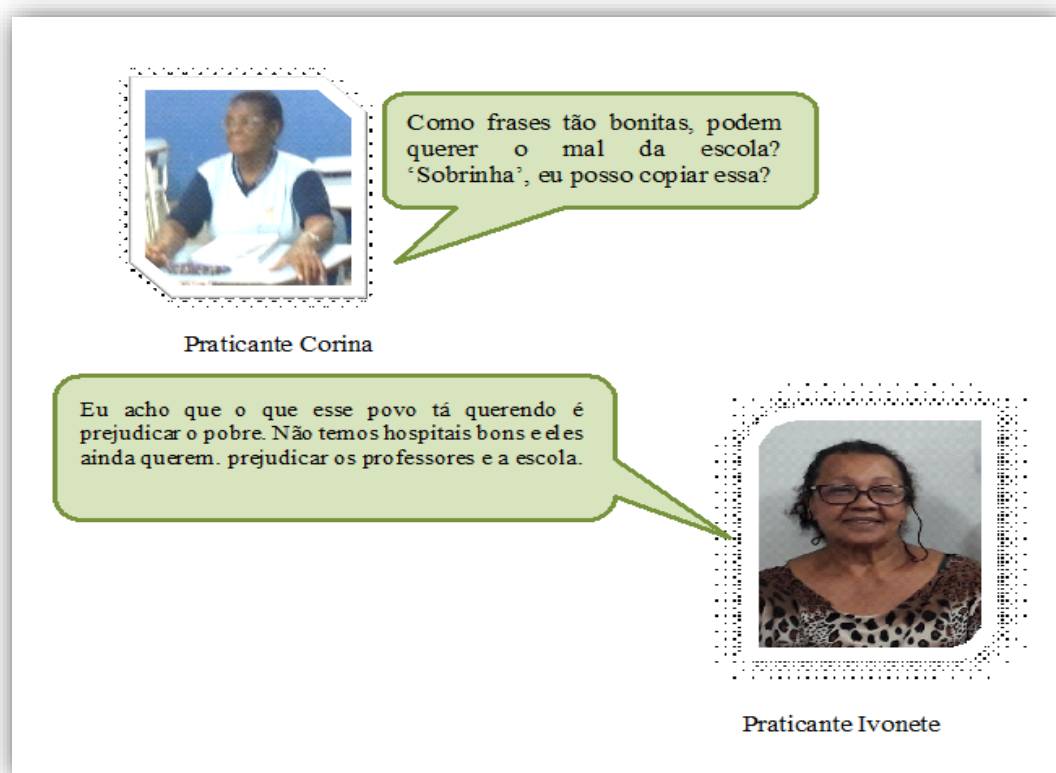 Como frases tão bonitas, podem
querer o mal da escola?
‘Sobrinha’, eu posso copiar essa?
Praticante Corina
Eu acho que o que esse povo tá querendo é
prejudicar o pobre. Não temos hospitais bons e eles
ainda querem. prejudicar os professores e a escola.
Praticante Ivonete